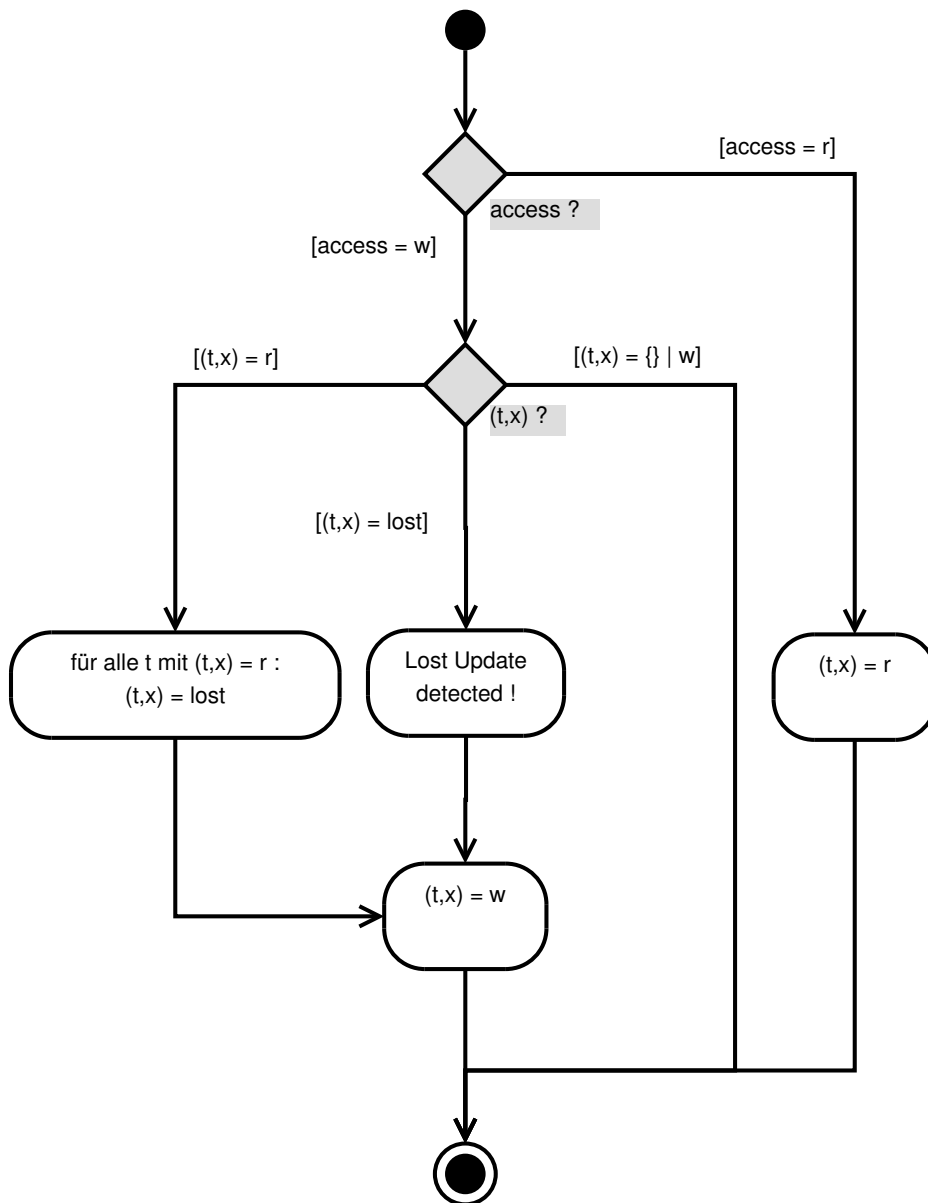 [access = r]
access ?
[access = w]
[(t,x) = r]
[(t,x) = {} | w]
(t,x) ?
[(t,x) = lost]
für alle t mit (t,x) = r :
(t,x) = lost
Lost Update
detected !
(t,x) = r
(t,x) = w